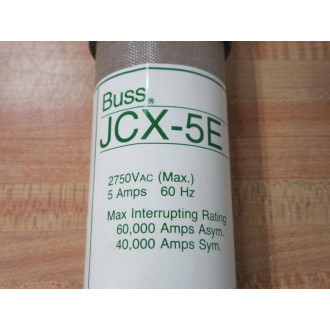 Buss®
JCX-5E
2750VAC (Max.)
5 Amps 60 Hz
Max Interrupting Rating
60,000 Amps Asym.
40,000 Amps Sym.